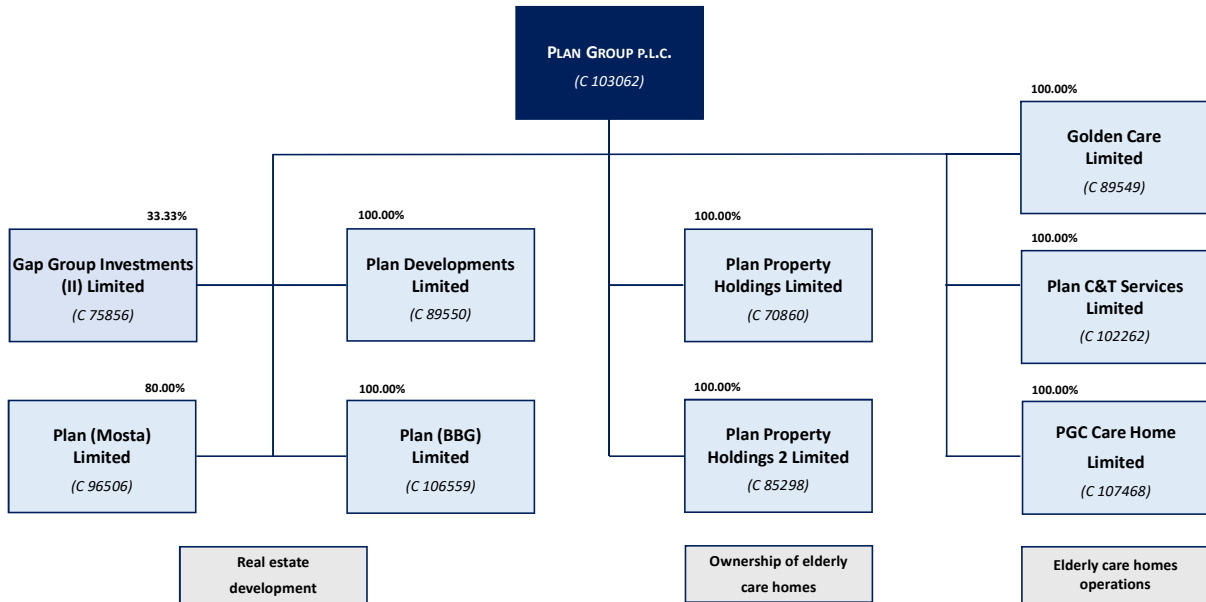 PLAN GROUP P.L.C.
(C 103062)
100.00%
Golden Care
Limited
(C 89549)
33.33%
Gap Group Investments
(II) Limited
(C 75856)
100.00%
Plan Developments
Limited
(C 89550)
100.00%
Plan Property
Holdings Limited
(C 70860)
100.00%
Plan C&T Services
Limited
(C 102262)
80.00%
Plan (Mosta)
Limited
(C 96506)
100.00%
Plan (BBG)
Limited
(C 106559)
100.00%
Plan Property
Holdings 2 Limited
(C 85298)
100.00%
PGC Care Home
Limited
(C 107468)
Real estate
development
Ownership of elderly
care homes
Elderly care homes
operations